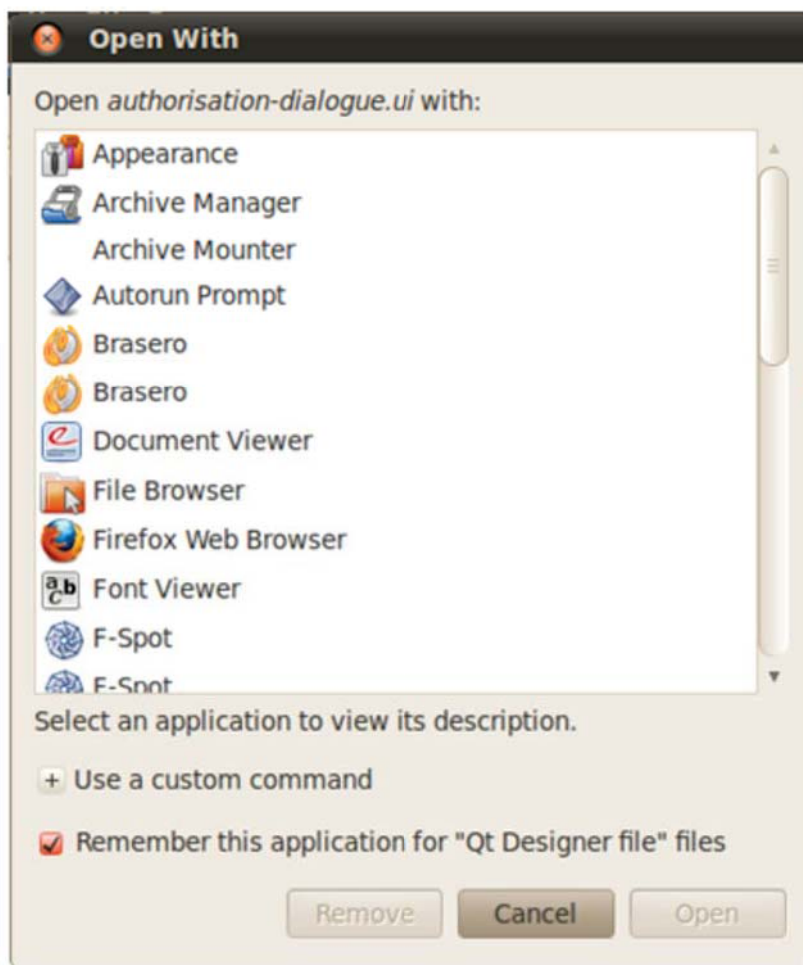 Open With
Open authorisation-dialogue.ui with:
Appearance
Archive Manager
Archive Mounter
Autorun Prompt
Brasero
Brasero
Document Viewer
File Browser
Firefox Web Browser
Font Viewer
F-Spot
F-Spot
Select an application to view its description.
+ Use a custom command
Remember this application for "Qt Designer file" files
Remove Cancel Open